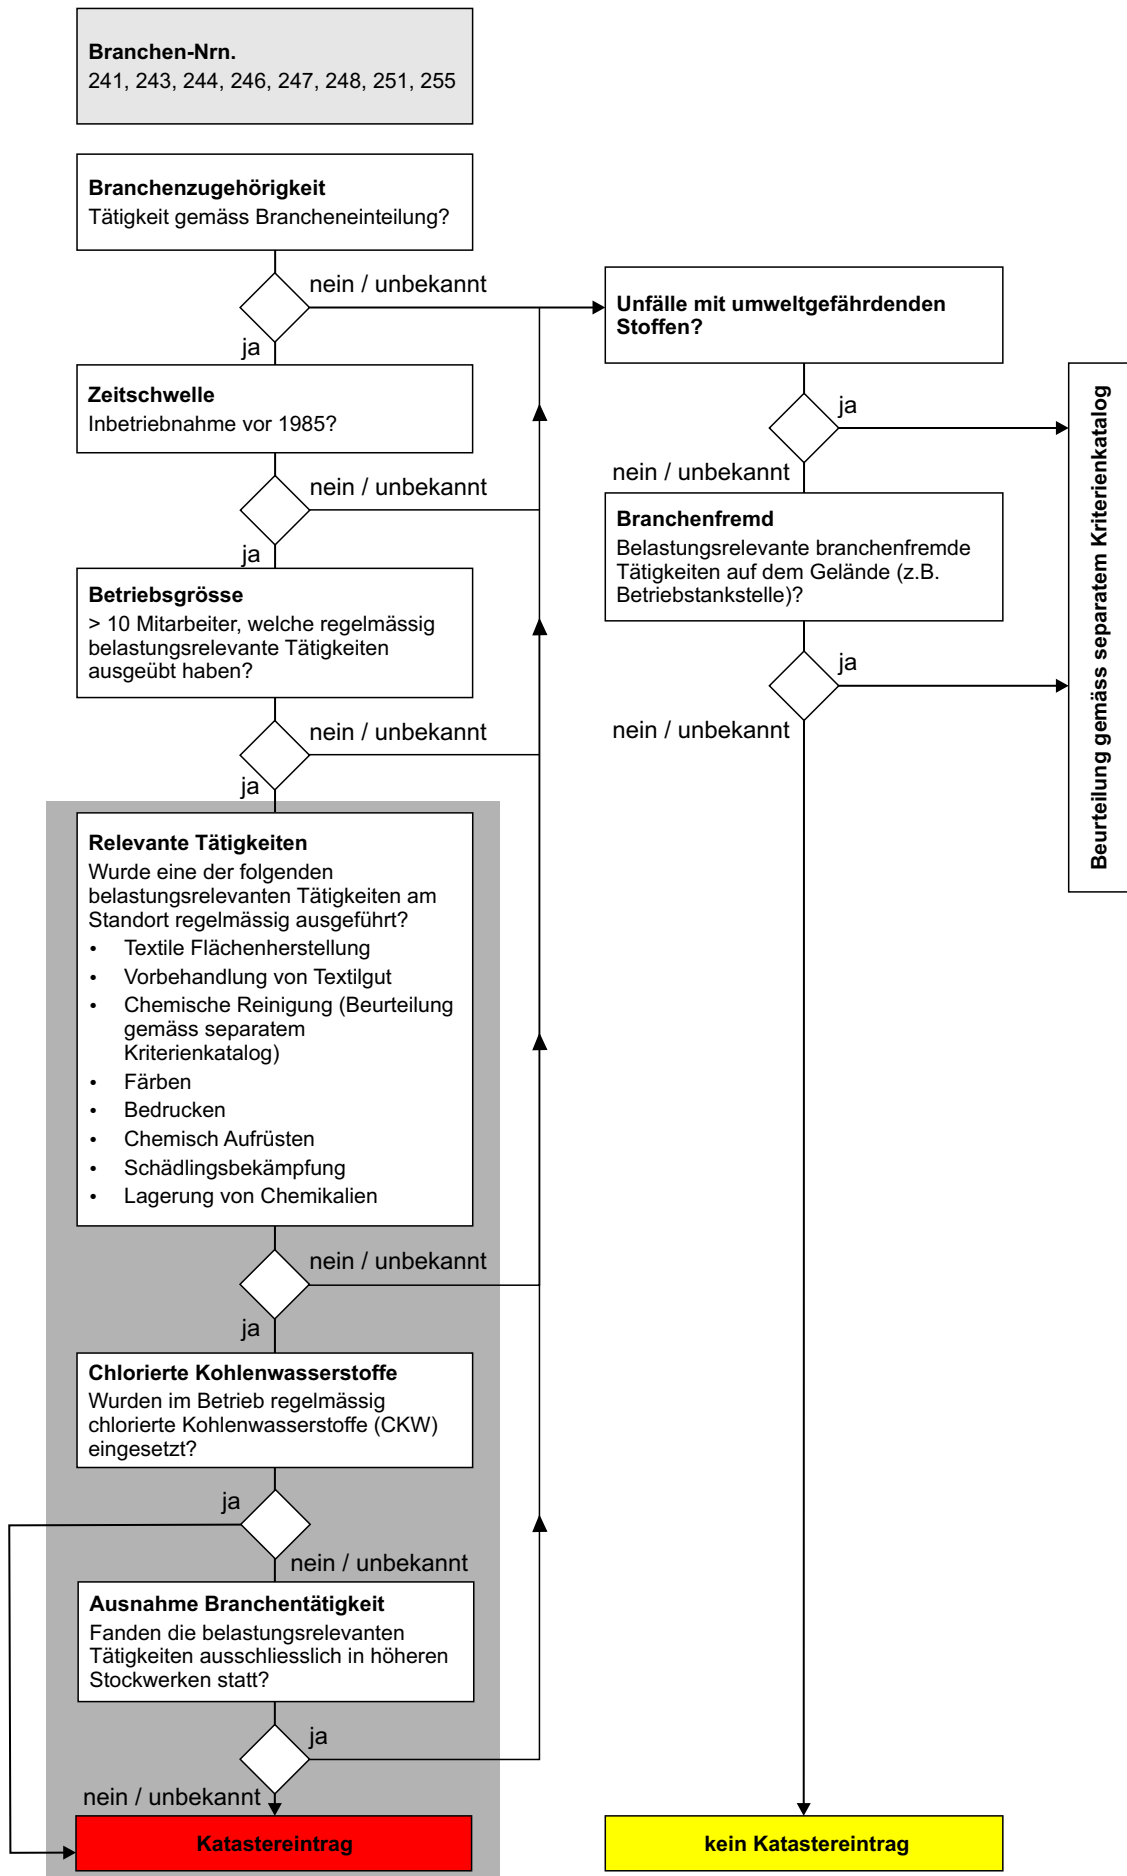 Branchen-Nrn.
241, 243, 244, 246, 247, 248, 251, 255
Branchenzugehörigkeit
Tätigkeit gemäss Brancheneinteilung?
nein / unbekannt
ja
Zeitschwelle
Inbetriebnahme vor 1985?
nein / unbekannt
ja
Betriebsgrösse
> 10 Mitarbeiter, welche regelmässig
belastungsrelevante Tätigkeiten
ausgeübt haben?
nein / unbekannt
ja
Relevante Tätigkeiten
Wurde eine der folgenden
belastungsrelevanten Tätigkeiten am
Standort regelmässig ausgeführt?
• Textile Flächenherstellung
• Vorbehandlung von Textilgut
• Chemische Reinigung (Beurteilung
gemäss separatem
Kriterienkatalog)
• Färben
• Bedrucken
• Chemisch Aufrüsten
• Schädlingsbekämpfung
• Lagerung von Chemikalien
nein / unbekannt
ja
Chlorierte Kohlenwasserstoffe
Wurden im Betrieb regelmässig
chlorierte Kohlenwasserstoffe (CKW)
eingesetzt?
ja
nein / unbekannt
Ausnahme Branchentätigkeit
Fanden die belastungsrelevanten
Tätigkeiten ausschliesslich in höheren
Stockwerken statt?
ja
nein / unbekannt
Katastereintrag
Unfälle mit umweltgefährdenden
Stoffen?
ja
nein / unbekannt
Branchenfremd
Belastungsrelevante branchenfremde
Tätigkeiten auf dem Gelände (z.B.
Betriebstankstelle)?
ja
nein / unbekannt
kein Katastereintrag
Beurteilung gemäss separatem Kriterienkatalog